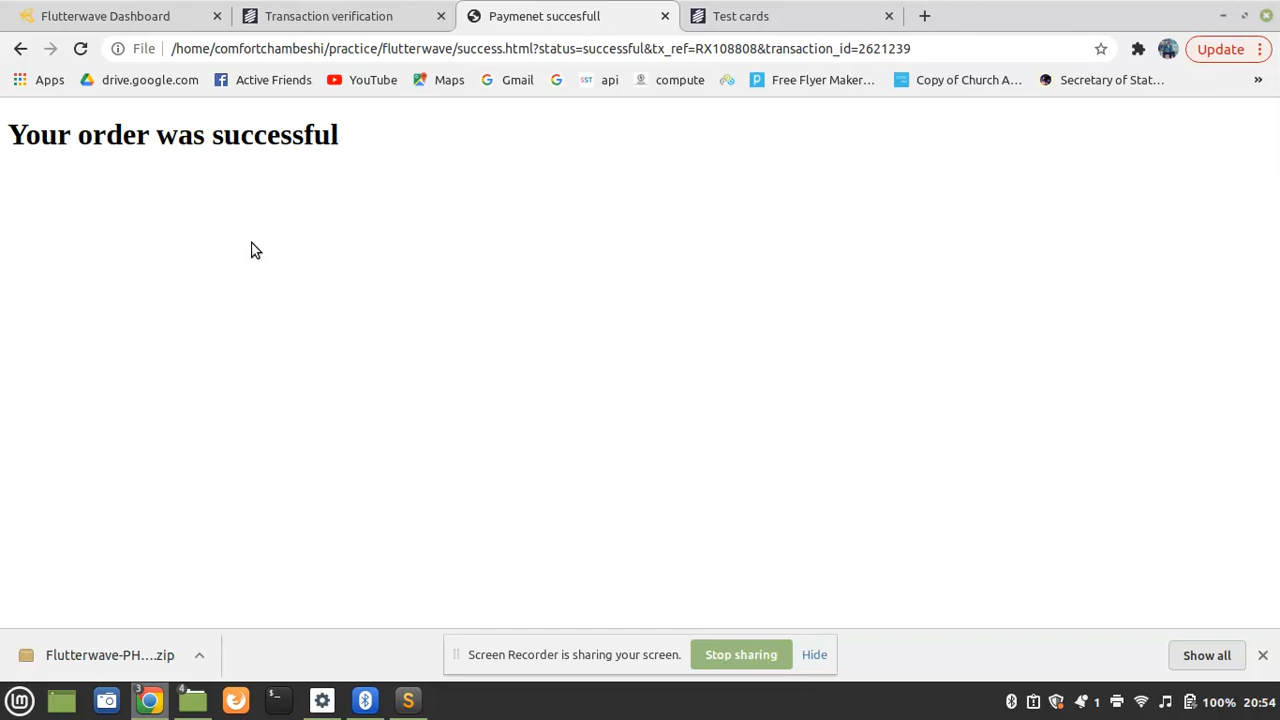 Flutterwave Dashboard
Transaction verification
Paymenet succesfull
Test cards
File
/home/comfortchambeshi/practice/flutterwave/success.html?status=successful&tx_ref=RX108808&transaction_id=2621239
Update
Apps
drive.google.com
Active Friends
YouTube
Maps
Gmail
SST
api
compute
Free Flyer Maker...
Copy of Church A...
Secretary of Stat...
»
Your order was successful
Flutterwave-PH....zip
Screen Recorder is sharing your screen.
Stop sharing
Hide
Show all
3
4
S
1
100%
20:54